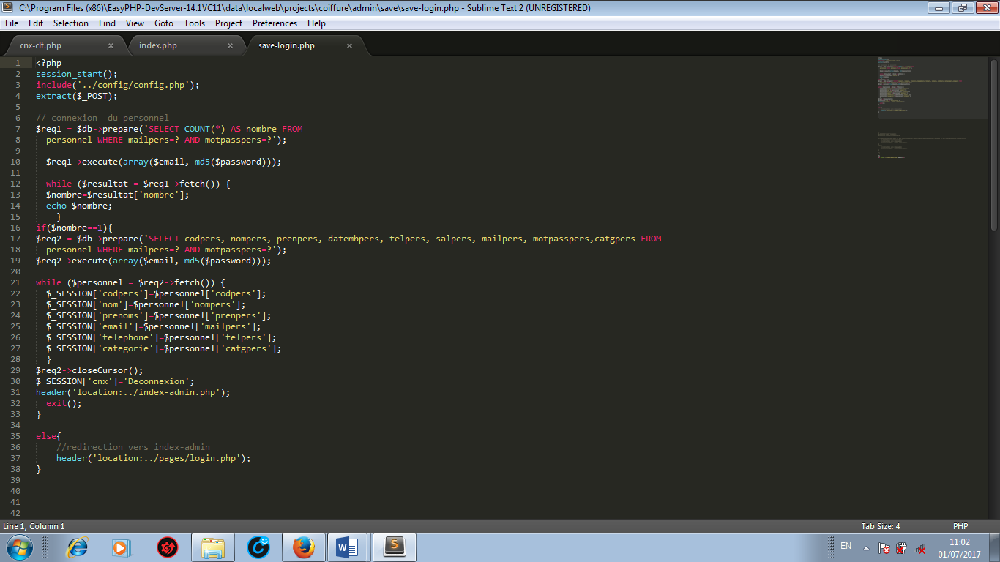 C:\Program Files (x86)\EasyPHP-DevServer-14.1VC11\data\localweb\projects\coiffure\admin\save\save-login.php - Sublime Text 2 (UNREGISTERED)
File Edit Selection Find View Goto Tools Project Preferences Help
cnx-clt.php × index.php × save-login.php ×
1 <?php
2 session_start();
3 include('../config/config.php');
4 extract($_POST);
5
6 // connexion  du personnel
7 $req1 = $db->prepare('SELECT COUNT(*) AS nombre FROM
8   personnel WHERE mailpers=? AND motpasspers=?');
9
10   $req1->execute(array($email, md5($password)));
11
12   while ($resultat = $req1->fetch()) {
13   $nombre=$resultat['nombre'];
14   echo $nombre;
15     }
16 if($nombre==1){
17 $req2 = $db->prepare('SELECT codpers, nompers, prenpers, datembpers, telpers, salpers, mailpers, motpasspers,catgpers FROM
18   personnel WHERE mailpers=? AND motpasspers=?');
19 $req2->execute(array($email, md5($password)));
20
21 while ($personnel = $req2->fetch()) {
22   $_SESSION['codpers']=$personnel['codpers'];
23   $_SESSION['nom']=$personnel['nompers'];
24   $_SESSION['prenoms']=$personnel['prenpers'];
25   $_SESSION['email']=$personnel['mailpers'];
26   $_SESSION['telephone']=$personnel['telpers'];
27   $_SESSION['categorie']=$personnel['catgpers'];
28   }
29 $req2->closeCursor();
30 $_SESSION['cnx']='Deconnexion';
31 header('location:../index-admin.php');
32   exit();
33 }
34
35 else{
36     //redirection vers index-admin
37     header('location:../pages/login.php');
38 }
39
40
41
42
Line 1, Column 1 Tab Size: 4 PHP
EN 11:02
01/07/2017